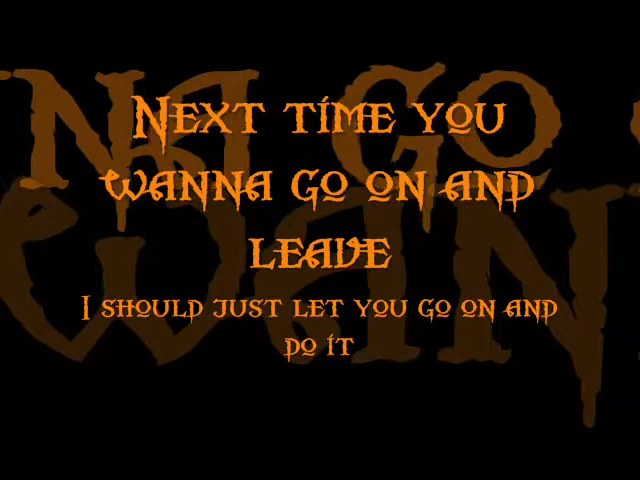 Next time you
wanna go on and
leave
I should just let you go on and
do it